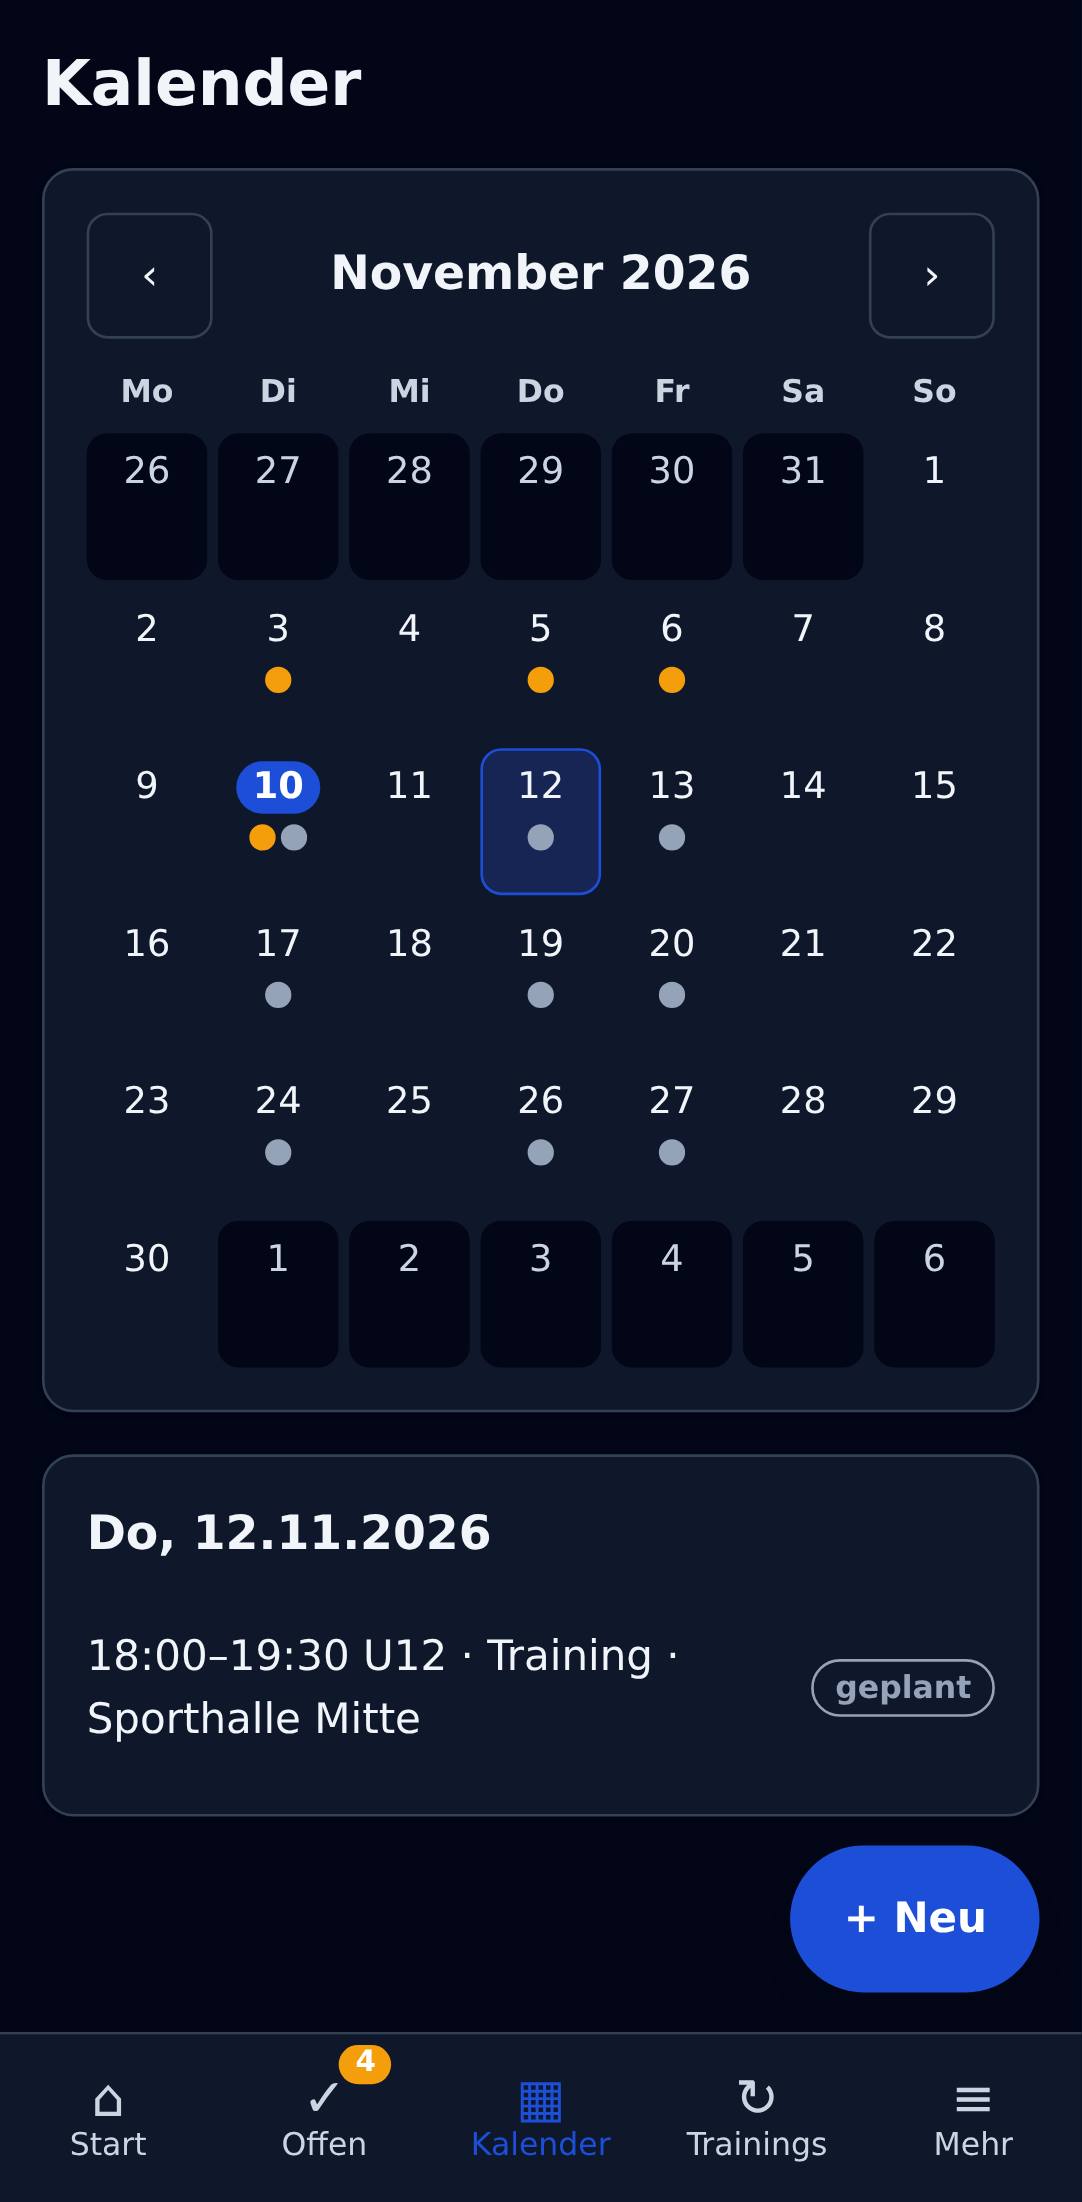 Kalender
‹ November 2026 ›
Mo Di Mi Do Fr Sa So
26 27 28 29 30 31 1
2 3 4 5 6 7 8
9 10 11 12 13 14 15
16 17 18 19 20 21 22
23 24 25 26 27 28 29
30 1 2 3 4 5 6
Do, 12.11.2026
18:00–19:30 U12 · Training ·
Sporthalle Mitte
geplant
+ Neu
4
Start Offen Kalender Trainings Mehr